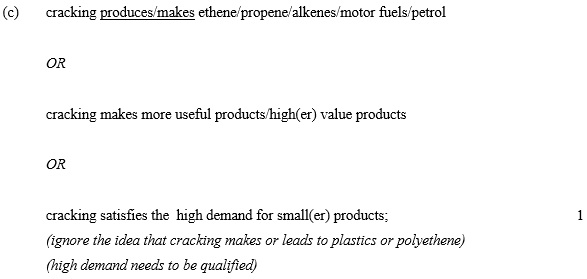 (c) cracking produces/makes ethene/propene/alkenes/motor fuels/petrol
OR
cracking makes more useful products/high(er) value products
OR
cracking satisfies the  high demand for small(er) products; 1
(ignore the idea that cracking makes or leads to plastics or polyethene)
(high demand needs to be qualified)